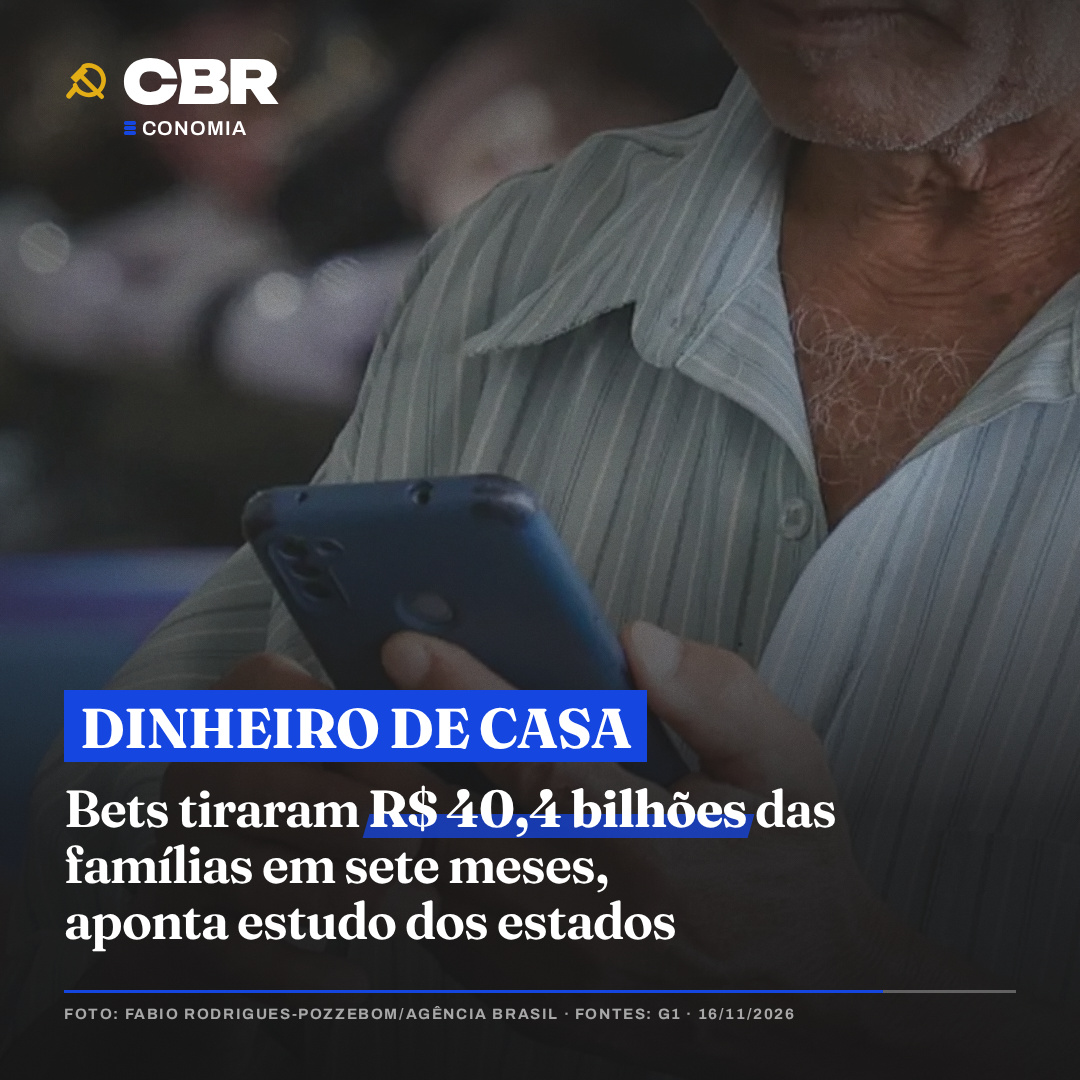 CBR
ECONOMIA
DINHEIRO DE CASA
Bets tiraram R$ 40,4 bilhões das
famílias em sete meses,
aponta estudo dos estados
FOTO: FABIO RODRIGUES-POZZEBOM/AGÊNCIA BRASIL · FONTES: G1 · 16/11/2026